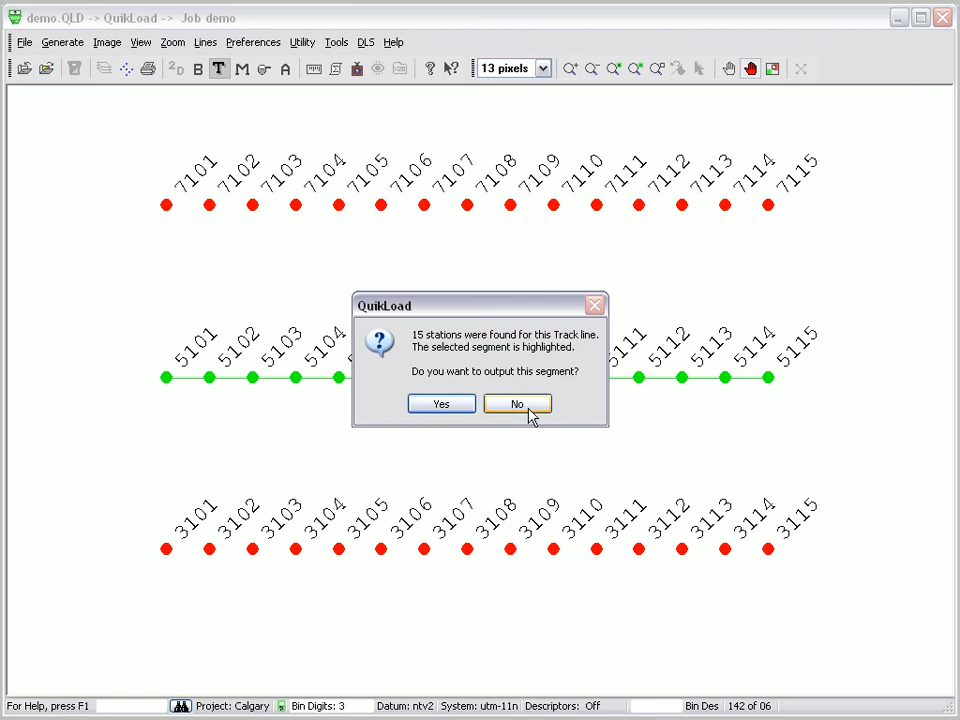 demo.QLD -> QuikLoad -> Job demo
File Generate Image View Zoom Lines Preferences Utility Tools DLS Help
2D B T M A ? ? 13 pixels
7101 7102 7103 7104 7105 7106 7107 7108 7109 7110 7111 7112 7113 7114 7115
QuikLoad
15 stations were found for this Track line.
The selected segment is highlighted.
Do you want to output this segment?
Yes No
5101 5102 5103 5104 5111 5112 5113 5114 5115
3101 3102 3103 3104 3105 3106 3107 3108 3109 3110 3111 3112 3113 3114 3115
For Help, press F1 Project: Calgary Bin Digits: 3 Datum: ntv2 System: utm-11n Descriptors: Off Bin Des 142 of 06